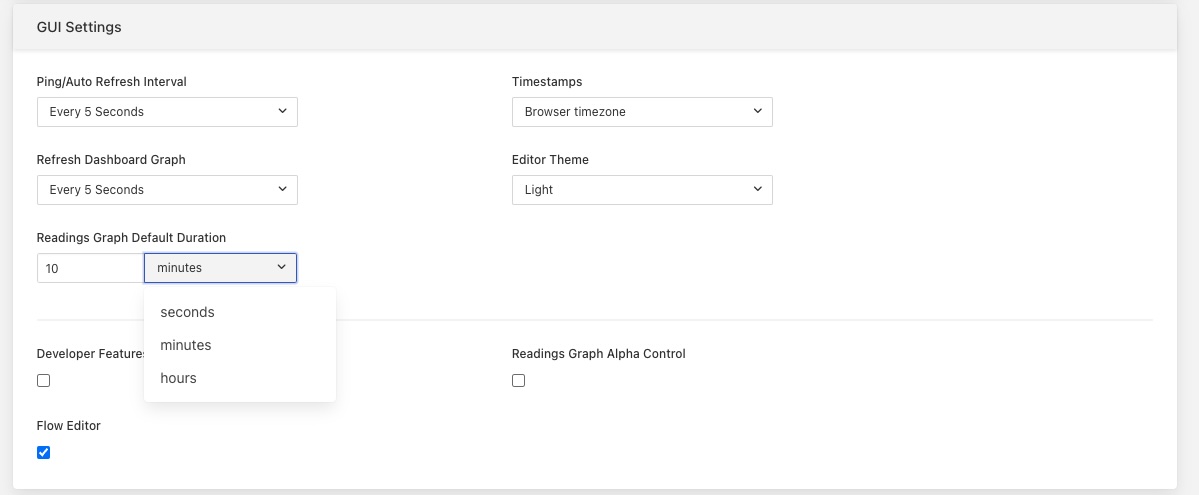 GUI Settings
Ping/Auto Refresh Interval
Every 5 Seconds
Timestamps
Browser timezone
Refresh Dashboard Graph
Every 5 Seconds
Editor Theme
Light
Readings Graph Default Duration
10
minutes
seconds
minutes
hours
Developer Features
Readings Graph Alpha Control
Flow Editor